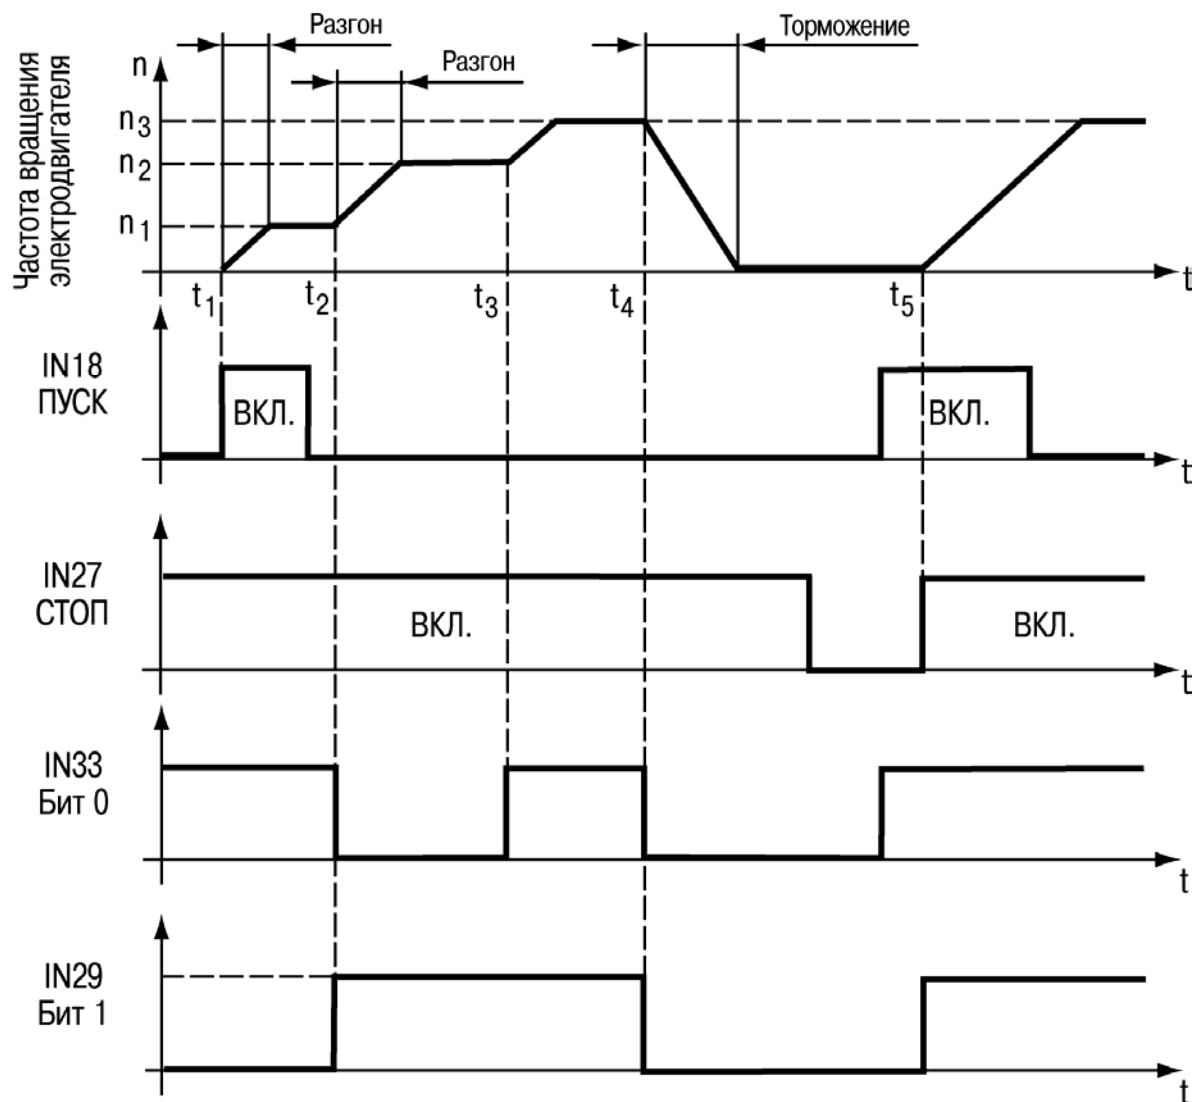 Разгон
Торможение
Разгон
Частота вращения
электродвигателя
n
n3
n2
n1
t1
t2
t3
t4
t5
t
IN18
ПУСК
ВКЛ.
ВКЛ.
t
IN27
СТОП
ВКЛ.
ВКЛ.
t
IN33
Бит 0
t
IN29
Бит 1
t